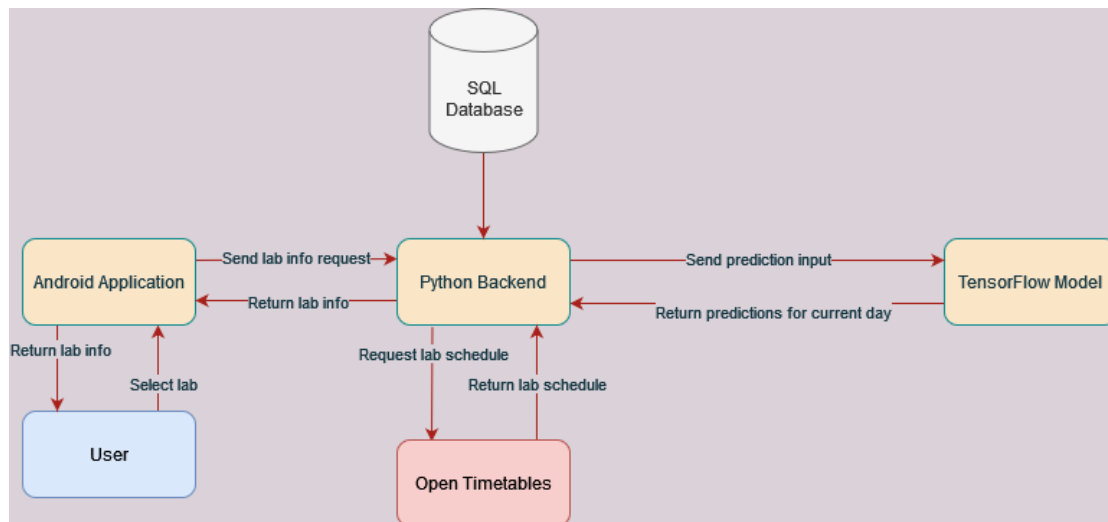 SQL
Database
Android Application
Send lab info request
Python Backend
Send prediction input
TensorFlow Model
Return lab info
Return predictions for current day
Return lab info
Request lab schedule
Select lab
Return lab schedule
User
Open Timetables